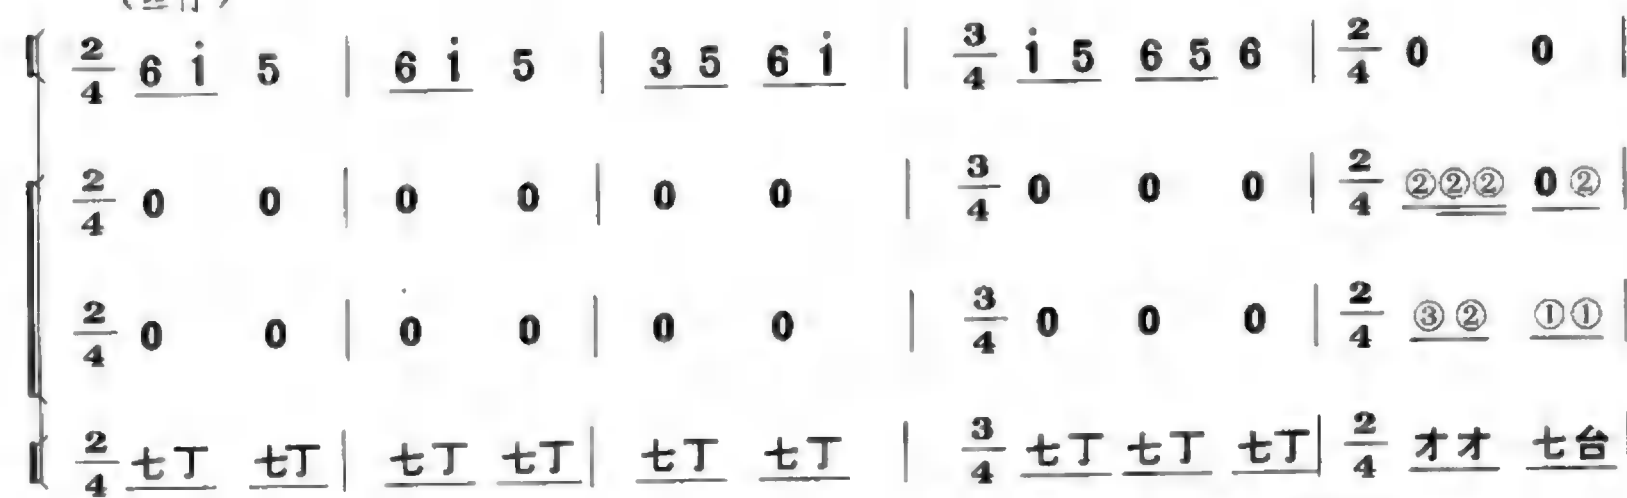 2/4 6 i̇ 5 | 6 i̇ 5 | 3 5 6 i̇ | 3/4 i̇ 5 6 5 6 | 2/4 0 0 |
2/4 0 0 | 0 0 | 0 0 | 3/4 0 0 0 | 2/4 ②②② 0 ② |
2/4 0 0 | 0 0 | 0 0 | 3/4 0 0 0 | 2/4 ③② ①① |
2/4 七丁 七丁 | 七丁 七丁 | 七丁 七丁 | 3/4 七丁 七丁 七丁 | 2/4 才才 七台 |